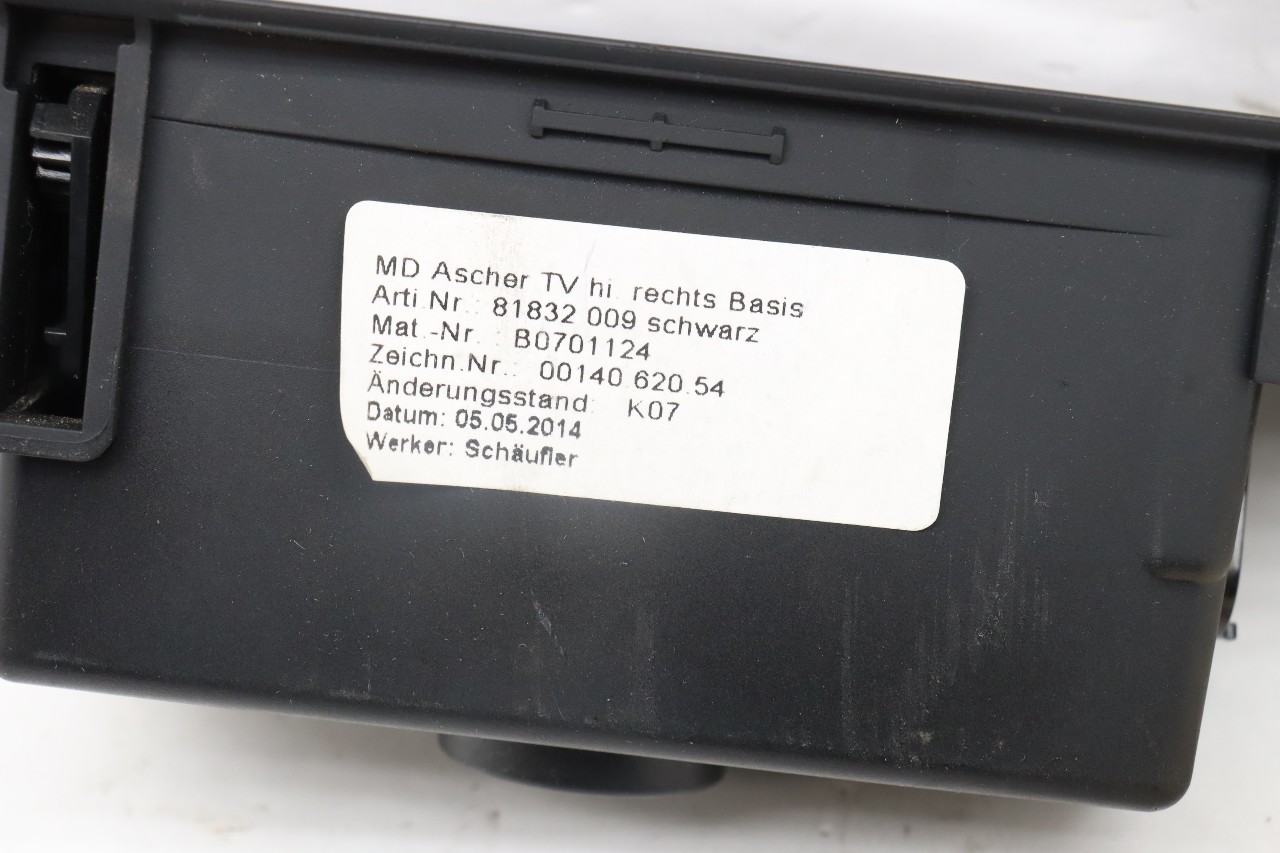 MD Ascher TV hi. rechts Basis
Arti.Nr.: 81832 009 schwarz
Mat.-Nr. : B0701124
Zeichn.Nr.: 00140.620.54
Änderungsstand: K07
Datum: 05.05.2014
Werker: Schäufler